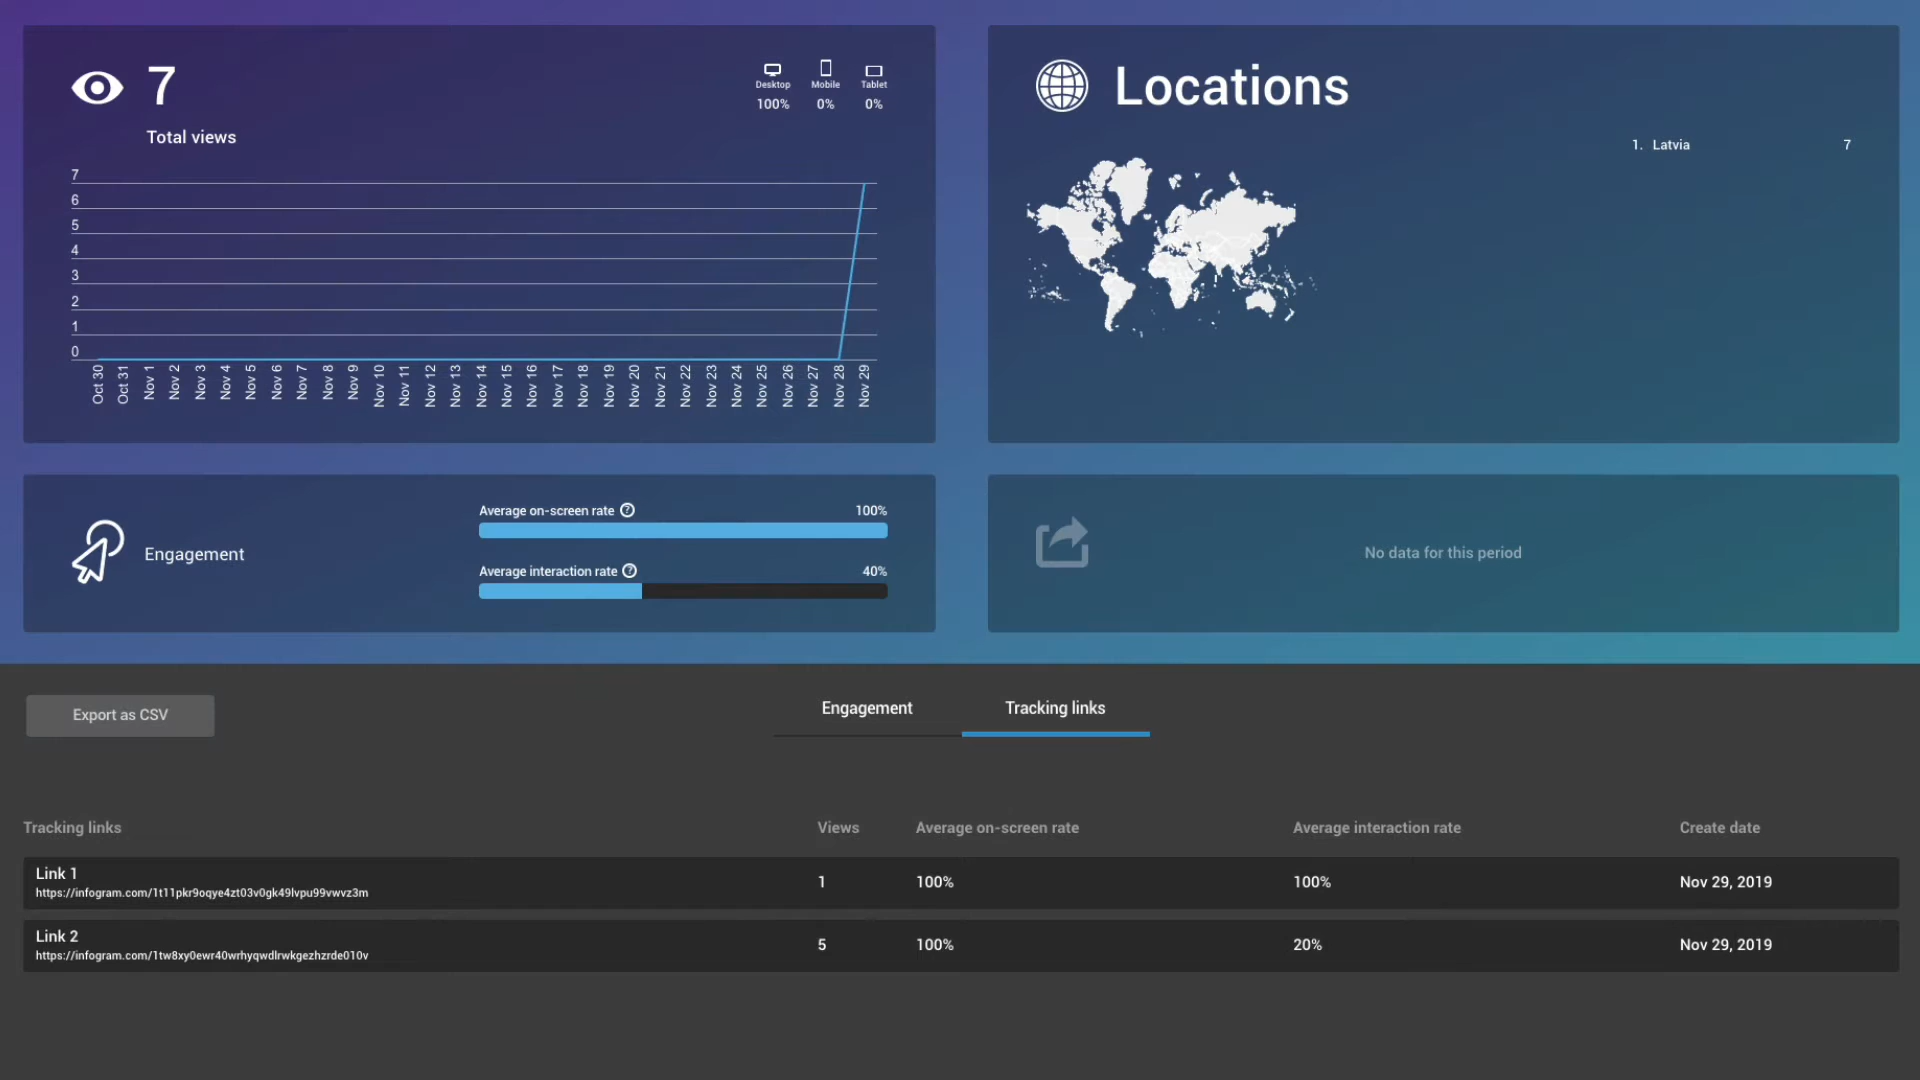 7
Total views
Desktop Mobile Tablet
100% 0% 0%
7
6
5
4
3
2
1
0
Oct 30 Oct 31 Nov 1 Nov 2 Nov 3 Nov 4 Nov 5 Nov 6 Nov 7 Nov 8 Nov 9 Nov 10 Nov 11 Nov 12 Nov 13 Nov 14 Nov 15 Nov 16 Nov 17 Nov 18 Nov 19 Nov 20 Nov 21 Nov 22 Nov 23 Nov 24 Nov 25 Nov 26 Nov 27 Nov 28 Nov 29
Locations
1. Latvia 7
Engagement
Average on-screen rate ? 100%
Average interaction rate ? 40%
No data for this period
Export as CSV
Engagement Tracking links
Tracking links Views Average on-screen rate Average interaction rate Create date
Link 1
https://infogram.com/1t11pkr9oqye4zt03v0gk49lvpu99vwvz3m
1 100% 100% Nov 29, 2019
Link 2
https://infogram.com/1tw8xy0ewr40wrhyqwdlrwkgezhzrde010v
5 100% 20% Nov 29, 2019